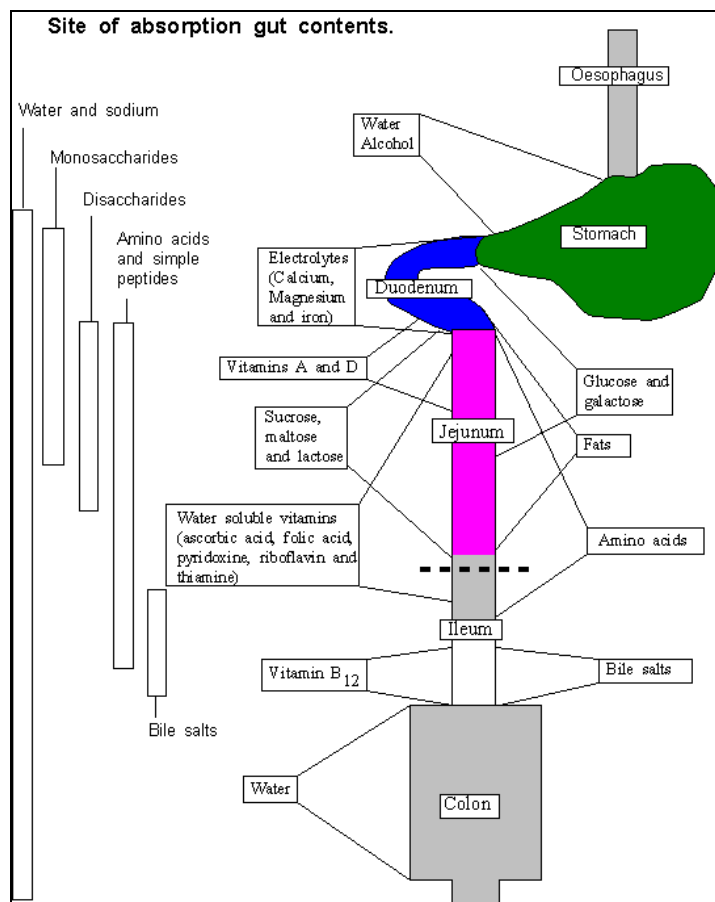 Site of absorption gut contents.
Oesophagus
Water and sodium
Water
Alcohol
Monosaccharides
Disaccharides
Stomach
Amino acids
and simple
peptides
Electrolytes
(Calcium,
Magnesium
and iron)
Duodenum
Vitamins A and D
Glucose and
galactose
Sucrose,
maltose
and lactose
Jejunum
Fats
Water soluble vitamins
(ascorbic acid, folic acid,
pyridoxine, riboflavin and
thiamine)
Amino acids
Ileum
Vitamin B12
Bile salts
Bile salts
Water
Colon